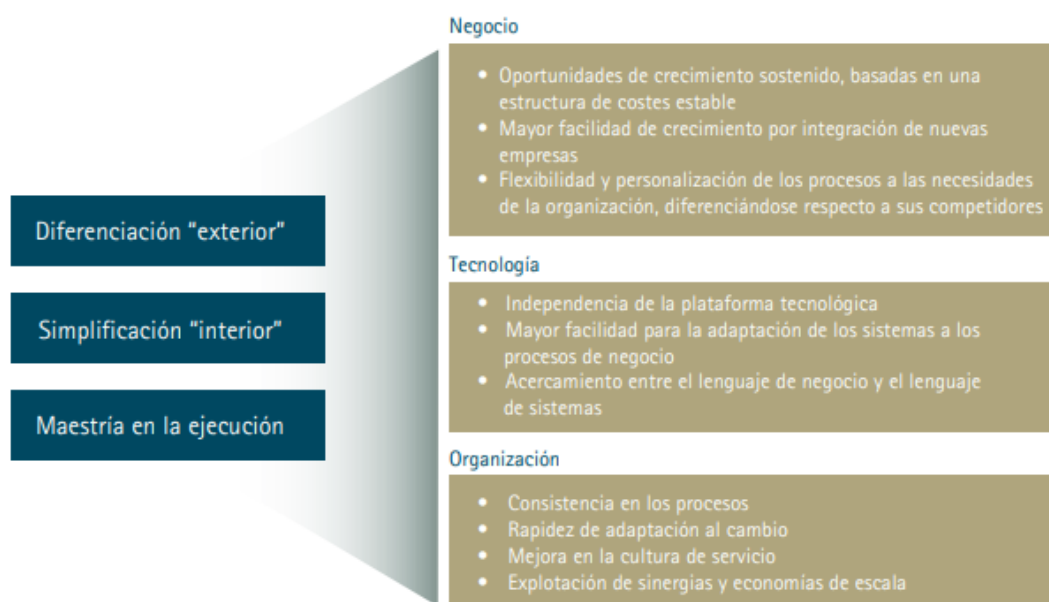 Diferenciación “exterior”
Simplificación “interior”
Maestría en la ejecución
Negocio
• Oportunidades de crecimiento sostenido, basadas en una
estructura de costes estable
• Mayor facilidad de crecimiento por integración de nuevas
empresas
• Flexibilidad y personalización de los procesos a las necesidades
de la organización, diferenciándose respecto a sus competidores
Tecnología
• Independencia de la plataforma tecnológica
• Mayor facilidad para la adaptación de los sistemas a los
procesos de negocio
• Acercamiento entre el lenguaje de negocio y el lenguaje
de sistemas
Organización
• Consistencia en los procesos
• Rapidez de adaptación al cambio
• Mejora en la cultura de servicio
• Explotación de sinergias y economías de escala